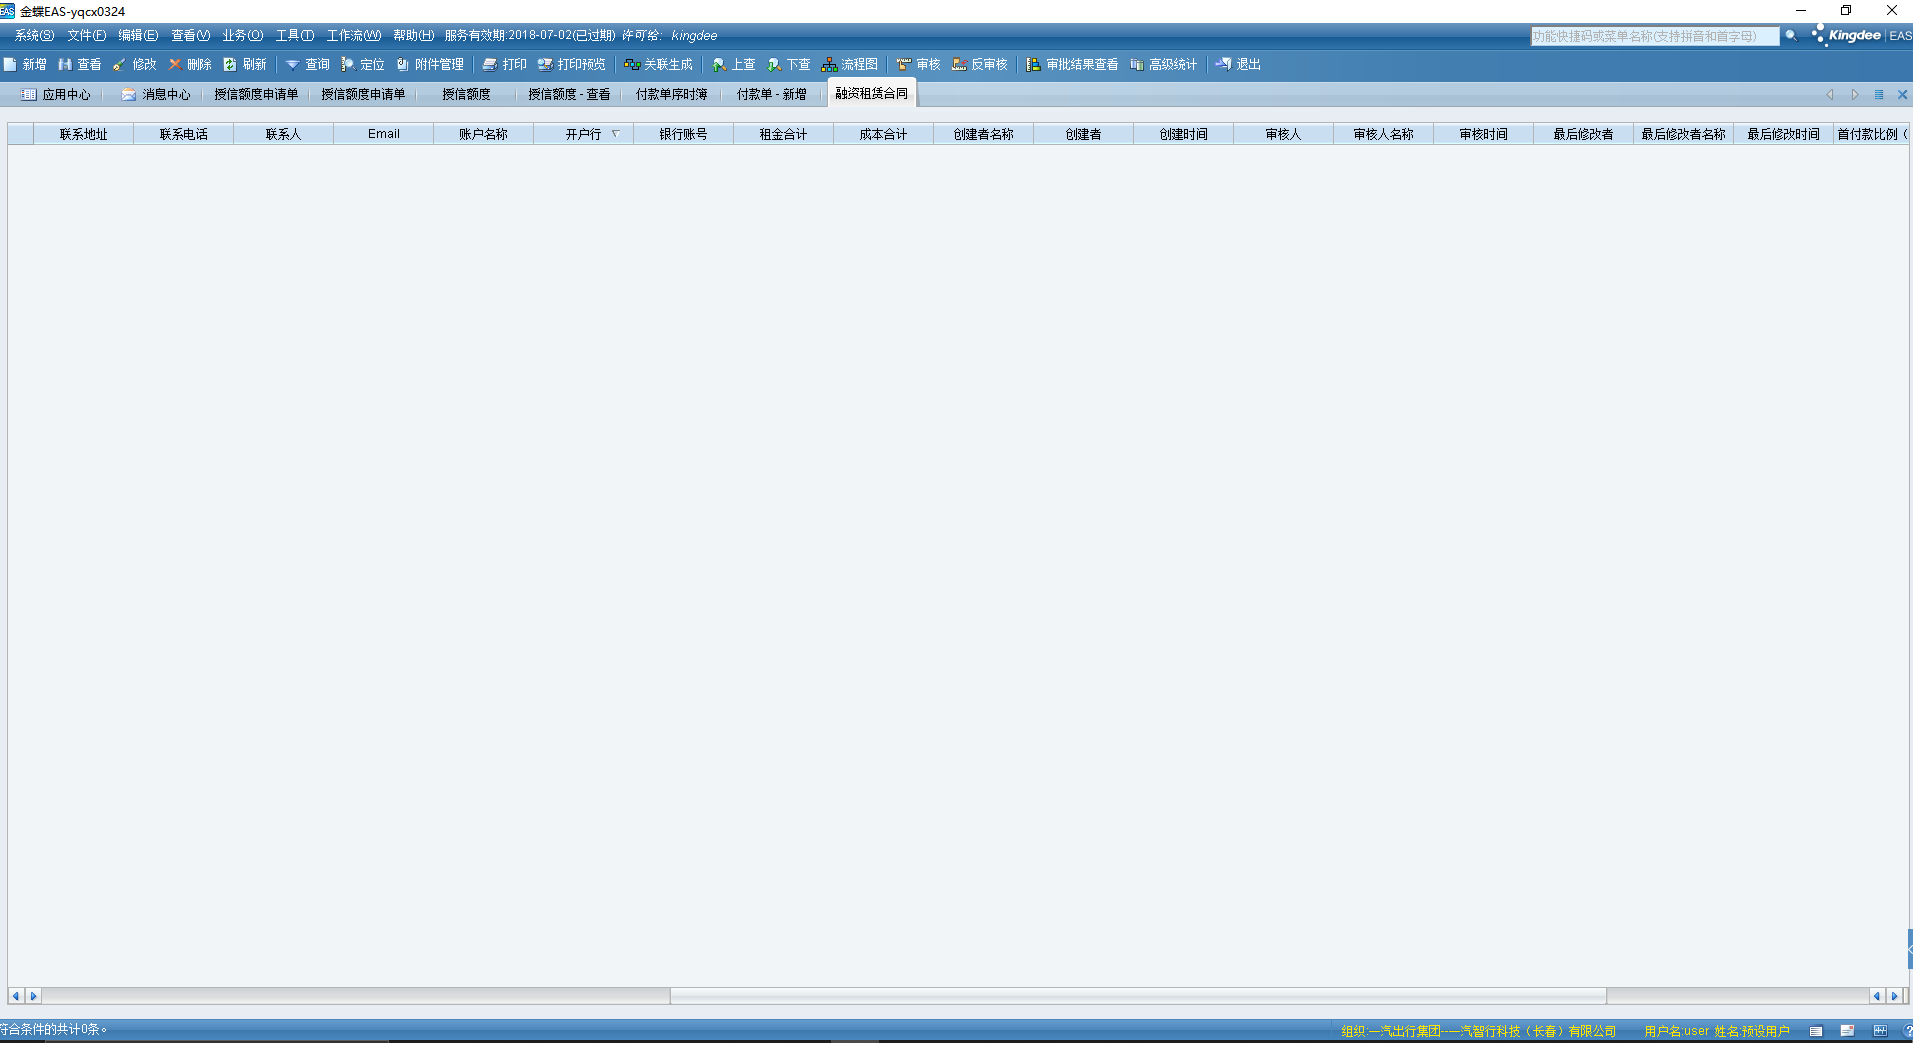 EAS 金蝶EAS-yqcx0324
系统(S) 文件(F) 编辑(E) 查看(V) 业务(O) 工具(T) 工作流(W) 帮助(H) 服务有效期:2018-07-02(已过期) 许可给: kingdee 功能快捷码或菜单名称(支持拼音和首字母) Kingdee EAS
新增 查看 修改 删除 刷新 查询 定位 附件管理 打印 打印预览 关联生成 上查 下查 流程图 审核 反审核 审批结果查看 高级统计 退出
应用中心 消息中心 授信额度申请单 授信额度申请单 授信额度 授信额度 - 查看 付款单序时簿 付款单 - 新增 融资租赁合同
联系地址 联系电话 联系人 Email 账户名称 开户行 银行账号 租金合计 成本合计 创建者名称 创建者 创建时间 审核人 审核人名称 审核时间 最后修改者 最后修改者名称 最后修改时间 首付款比例（
符合条件的共计0条。 组织:一汽出行集团--一汽智行科技（长春）有限公司 用户名:user 姓名:预设用户